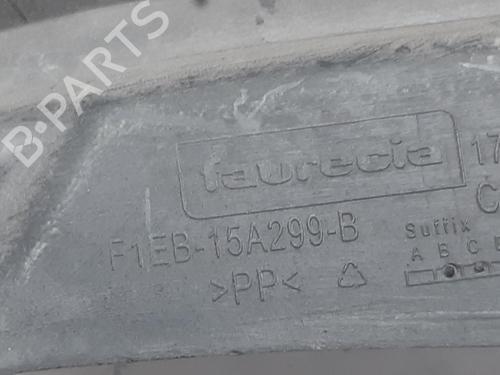 B-PARTS
faurecia
17
F1EB-15A299-B
C
Suffix
A B C D
>PP<